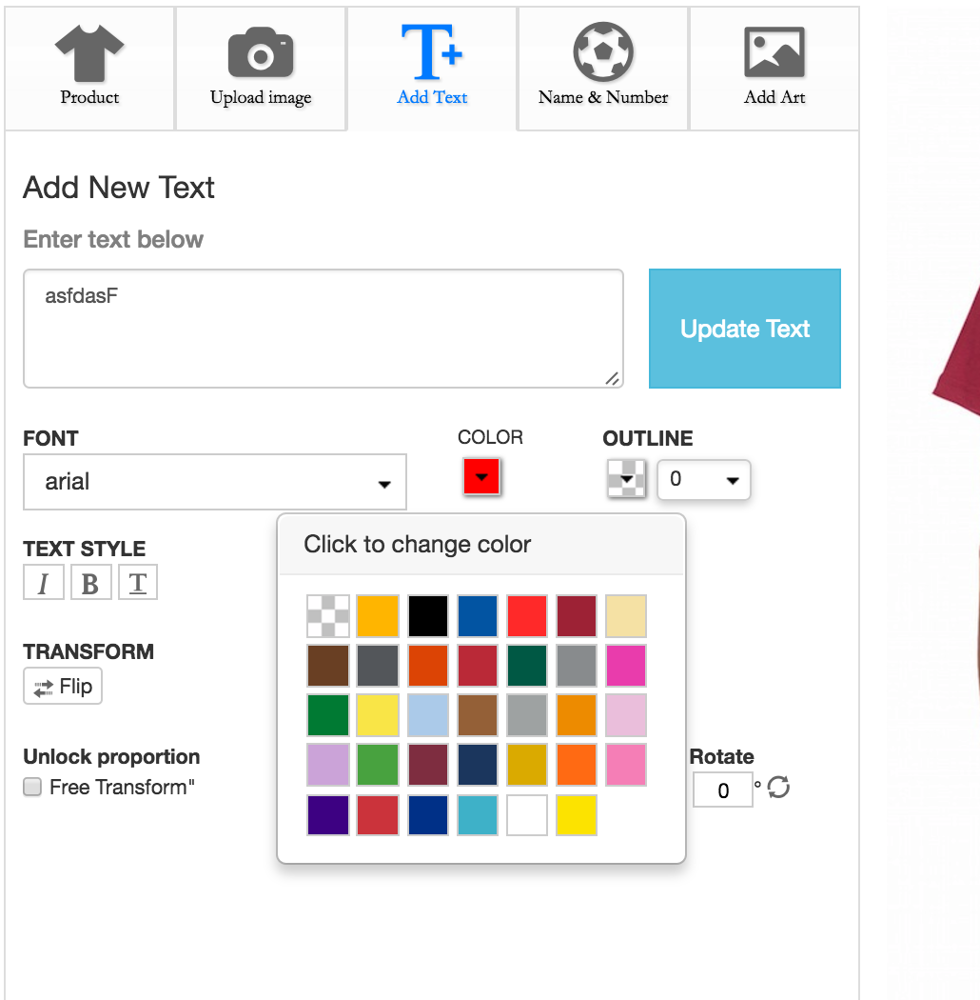 Product
Upload image
Add Text
Name & Number
Add Art
Add New Text
Enter text below
asfdasF
Update Text
FONT
COLOR
OUTLINE
arial
0
Click to change color
TEXT STYLE
I B T
TRANSFORM
Flip
Unlock proportion
Free Transform"
Rotate
0 °